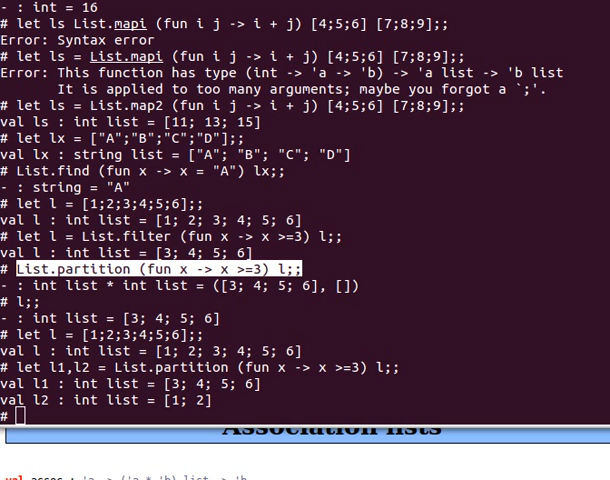 - : int = 16
# let ls List.mapi (fun i j -> i + j) [4;5;6] [7;8;9];;
Error: Syntax error
# let ls = List.mapi (fun i j -> i + j) [4;5;6] [7;8;9];;
Error: This function has type (int -> 'a -> 'b) -> 'a list -> 'b list
It is applied to too many arguments; maybe you forgot a `;'.
# let ls = List.map2 (fun i j -> i + j) [4;5;6] [7;8;9];;
val ls : int list = [11; 13; 15]
# let lx = ["A";"B";"C";"D"];;
val lx : string list = ["A"; "B"; "C"; "D"]
# List.find (fun x -> x = "A") lx;;
- : string = "A"
# let l = [1;2;3;4;5;6];;
val l : int list = [1; 2; 3; 4; 5; 6]
# let l = List.filter (fun x -> x >=3) l;;
val l : int list = [3; 4; 5; 6]
# List.partition (fun x -> x >=3) l;;
- : int list * int list = ([3; 4; 5; 6], [])
# l;;
- : int list = [3; 4; 5; 6]
# let l = [1;2;3;4;5;6];;
val l : int list = [1; 2; 3; 4; 5; 6]
# let l1,l2 = List.partition (fun x -> x >=3) l;;
val l1 : int list = [3; 4; 5; 6]
val l2 : int list = [1; 2]
#
Association lists
val assoc : 'a -> ('a * 'b) list -> 'b